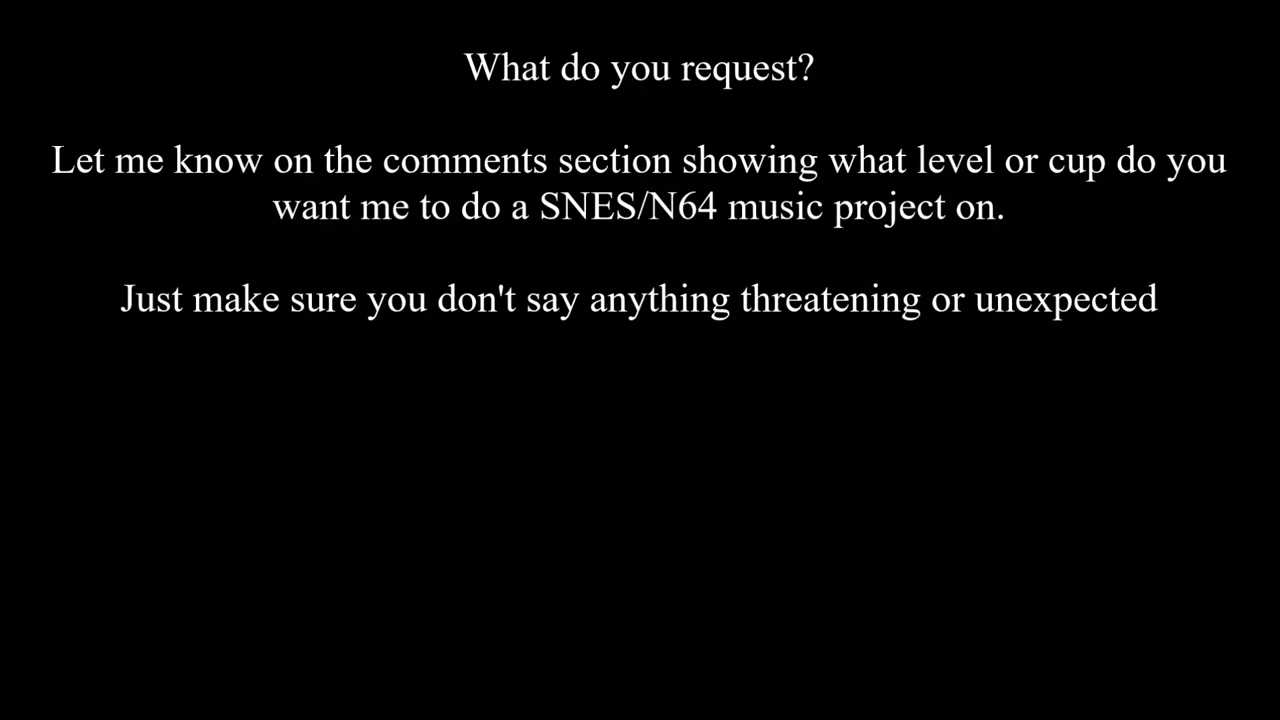 What do you request?
Let me know on the comments section showing what level or cup do you
want me to do a SNES/N64 music project on.
Just make sure you don't say anything threatening or unexpected